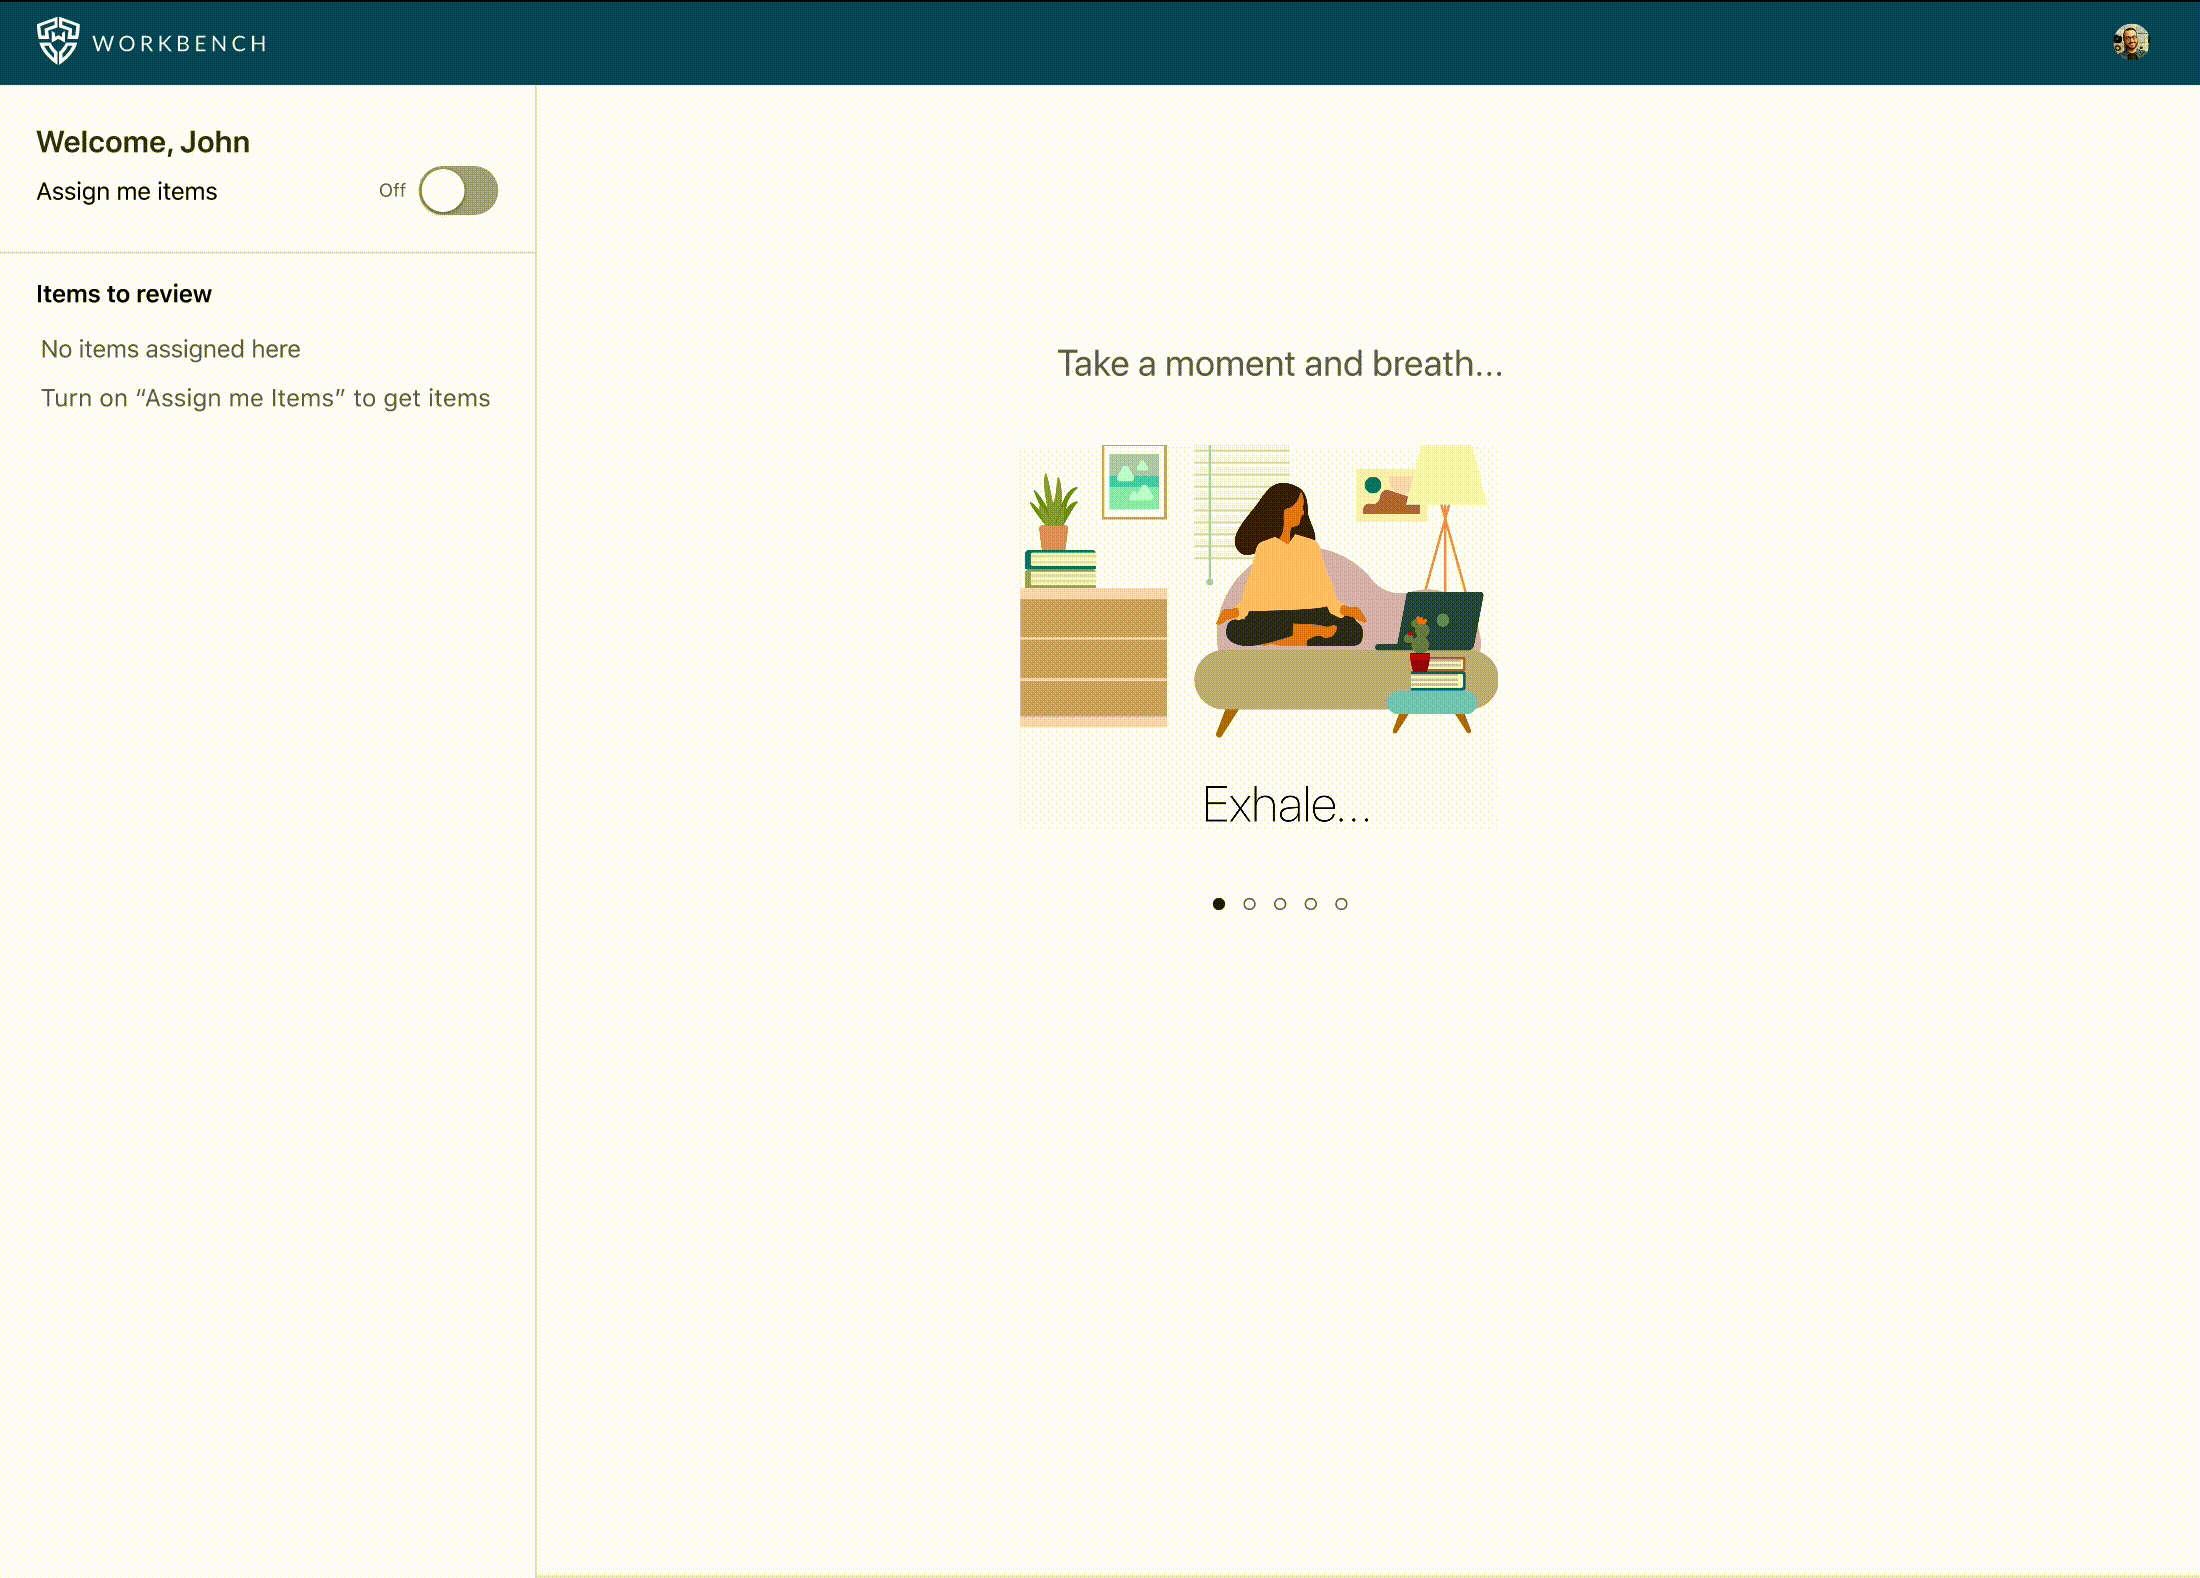 WORKBENCH
Welcome, John
Assign me items
Off
Items to review
No items assigned here
Turn on “Assign me Items” to get items
Take a moment and breath...
Exhale...